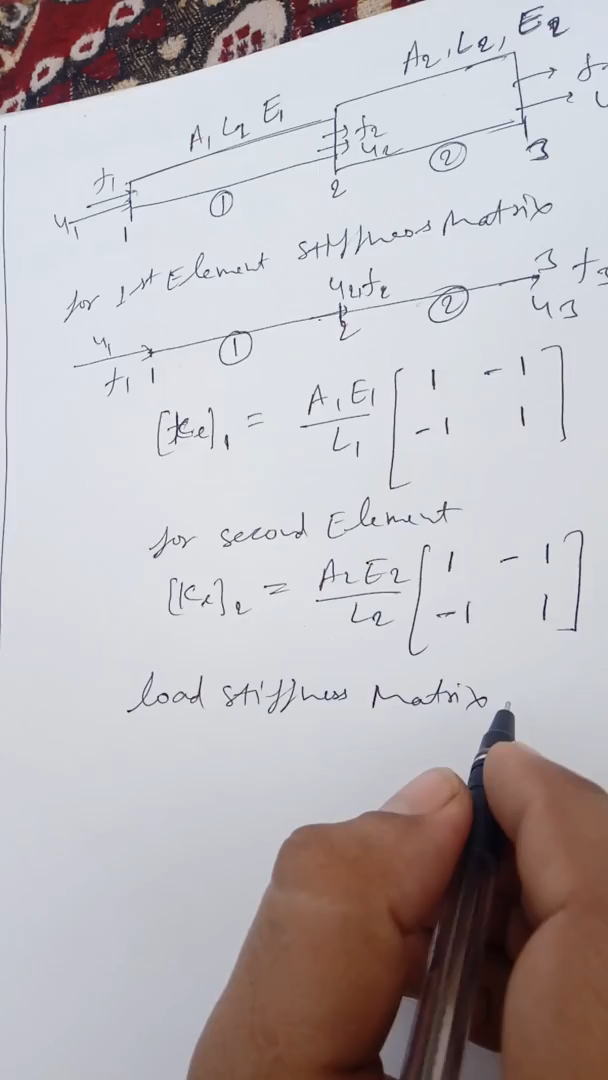 A2, L2, E2
A1 L2 E1
f1
f2
u2
u1
1
①
2
②
3
for 1st Element stiffness Matrix
u1
f1
1
①
u2, f2
2
②
3
f3
u3
[ke]1 = A1E1/L1 [1 -1
-1 1]
for second Element
[Ke]2 = A2E2/L2 [1 -1
-1 1]
load stiffness Matrix